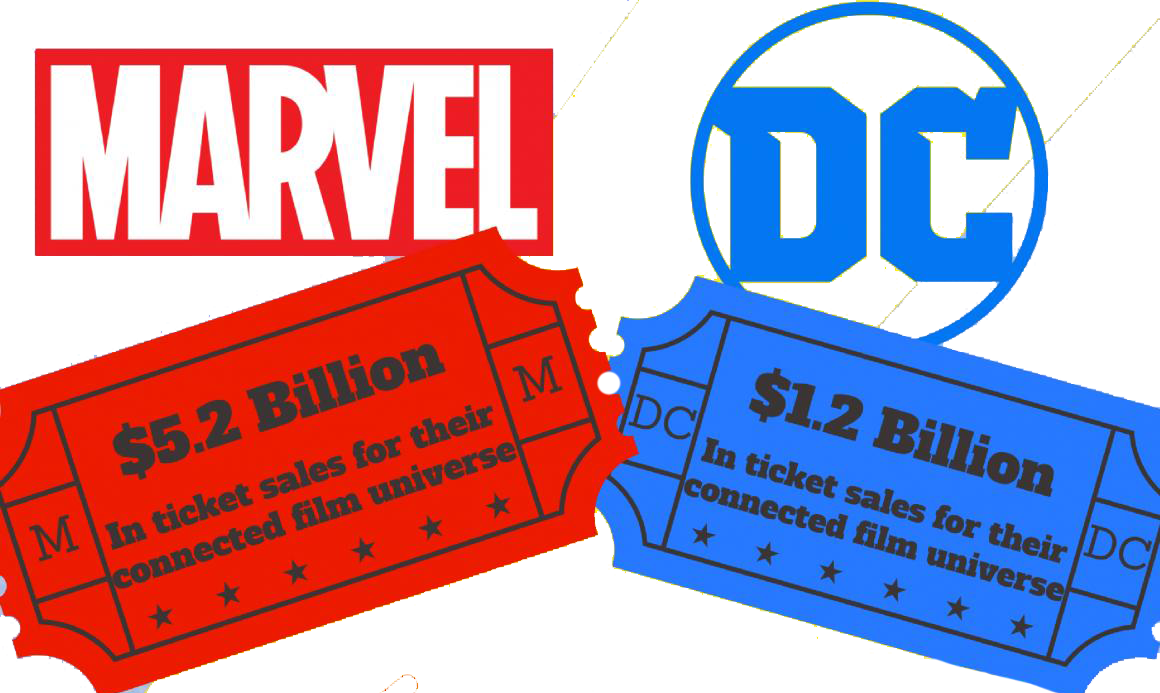 MARVEL
DC
$5.2 Billion
In ticket sales for their
connected film universe
M
M
$1.2 Billion
In ticket sales for their
connected film universe
DC
DC